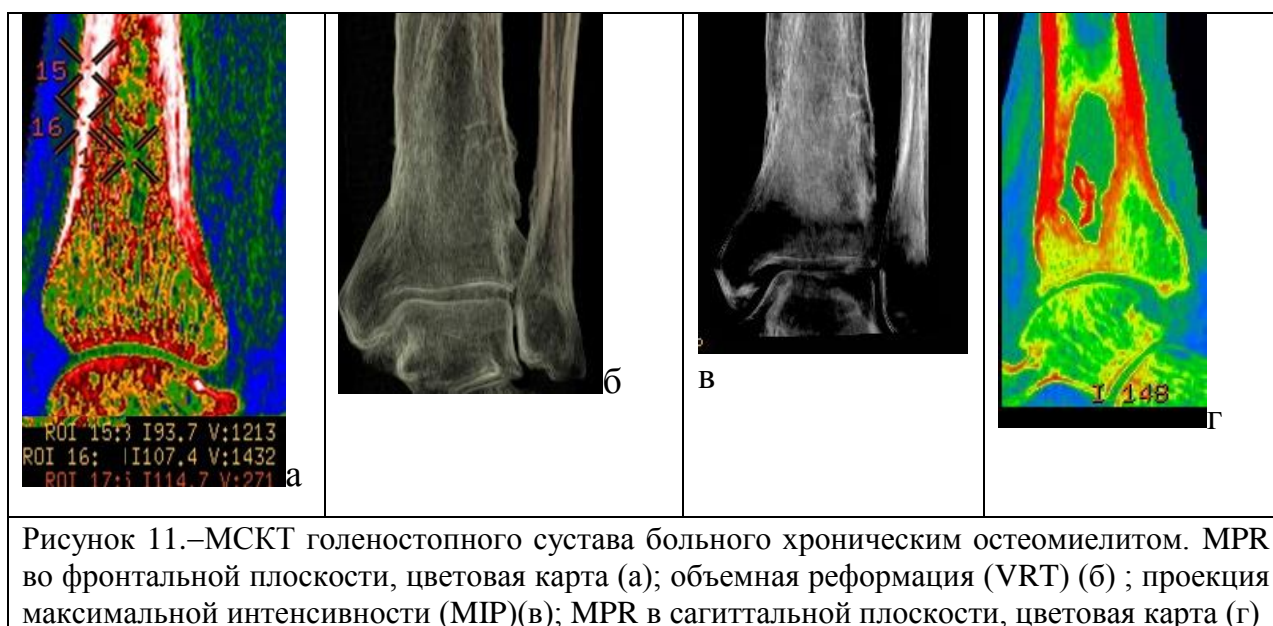 15
16
17
ROI 15: I93.7 V:1213
ROI 16: I107.4 V:1432
ROI 17: I114.7 V:271
а
б
в
I 148
г
Рисунок 11.–МСКТ голеностопного сустава больного хроническим остеомиелитом. MPR
во фронтальной плоскости, цветовая карта (а); объемная реформация (VRT) (б) ; проекция
максимальной интенсивности (MIP)(в); MPR в сагиттальной плоскости, цветовая карта (г)